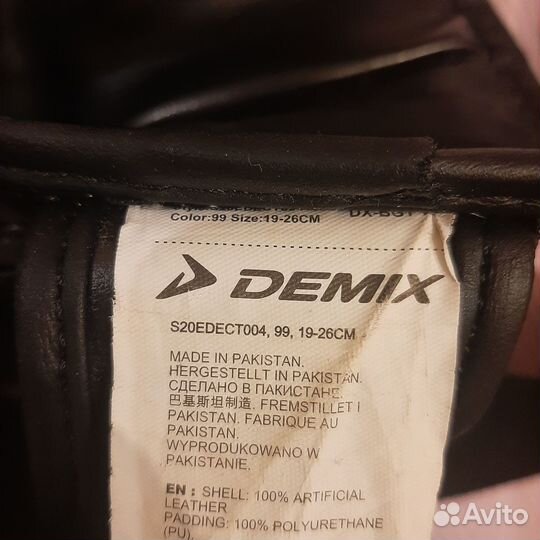 Color:99 Size:19-26CM
DEMIX
S20EDECT004, 99, 19-26CM
MADE IN PAKISTAN.
HERGESTELLT IN PAKISTAN.
СДЕЛАНО В ПАКИСТАНЕ.
巴基斯坦制造. FREMSTILLET I
PAKISTAN. FABRIQUE AU
PAKISTAN.
WYPRODUKOWANO W
PAKISTANIE.
EN : SHELL: 100% ARTIFICIAL
LEATHER
PADDING: 100% POLYURETHANE
(PU).
Avito